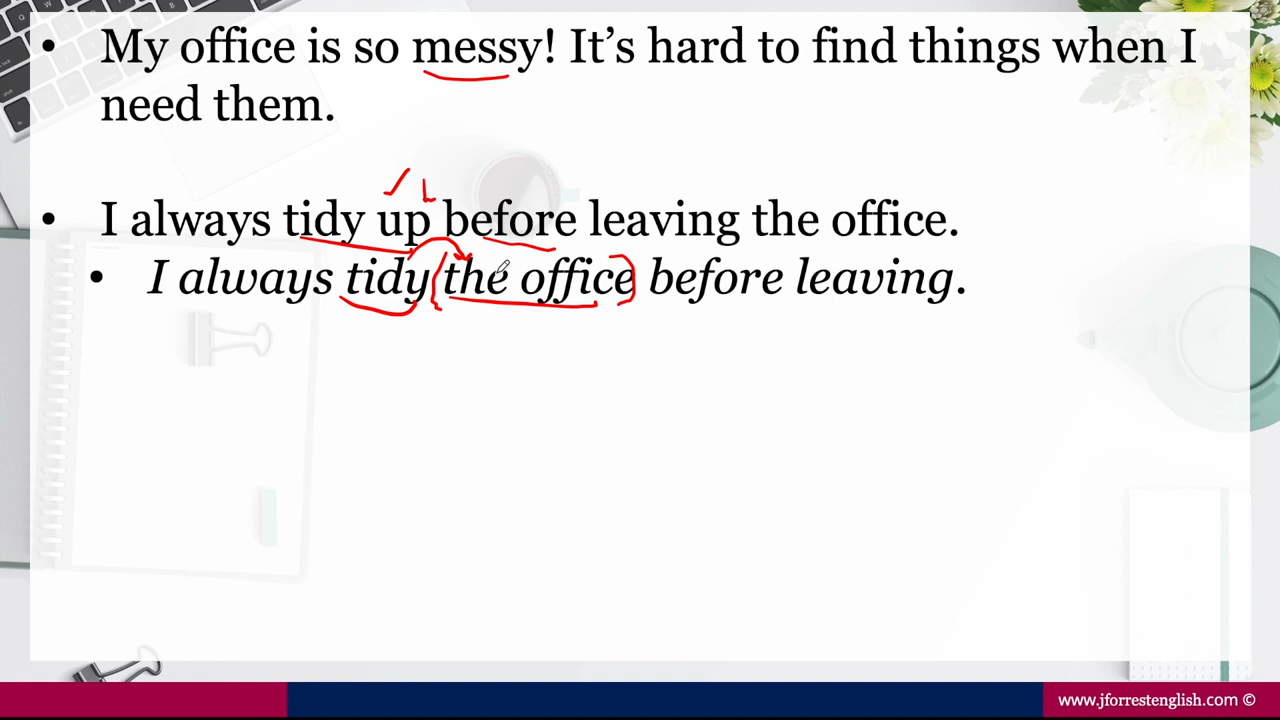 • My office is so messy! It’s hard to find things when I
need them.
• I always tidy up before leaving the office.
• I always tidy the office before leaving.
www.jforrestenglish.com ©